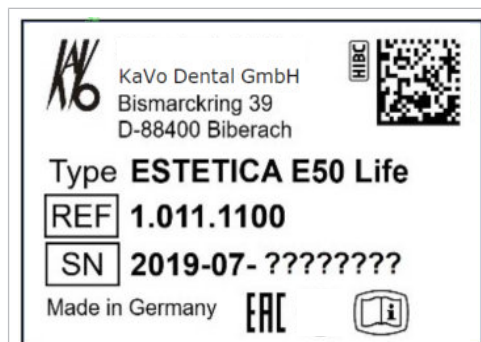 KAVO
KaVo Dental GmbH
Bismarckring 39
D-88400 Biberach
HIBC
Type ESTETICA E50 Life
REF 1.011.1100
SN 2019-07- ????????
Made in Germany EAC i